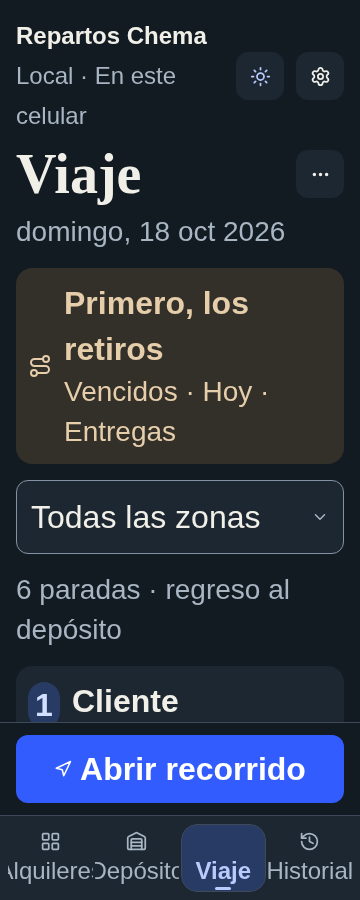 Repartos Chema
Local · En este
celular
Viaje
domingo, 18 oct 2026
Primero, los
retiros
Vencidos · Hoy ·
Entregas
Todas las zonas
6 paradas · regreso al
depósito
1 Cliente
Abrir recorrido
Alquileres Depósito Viaje Historial